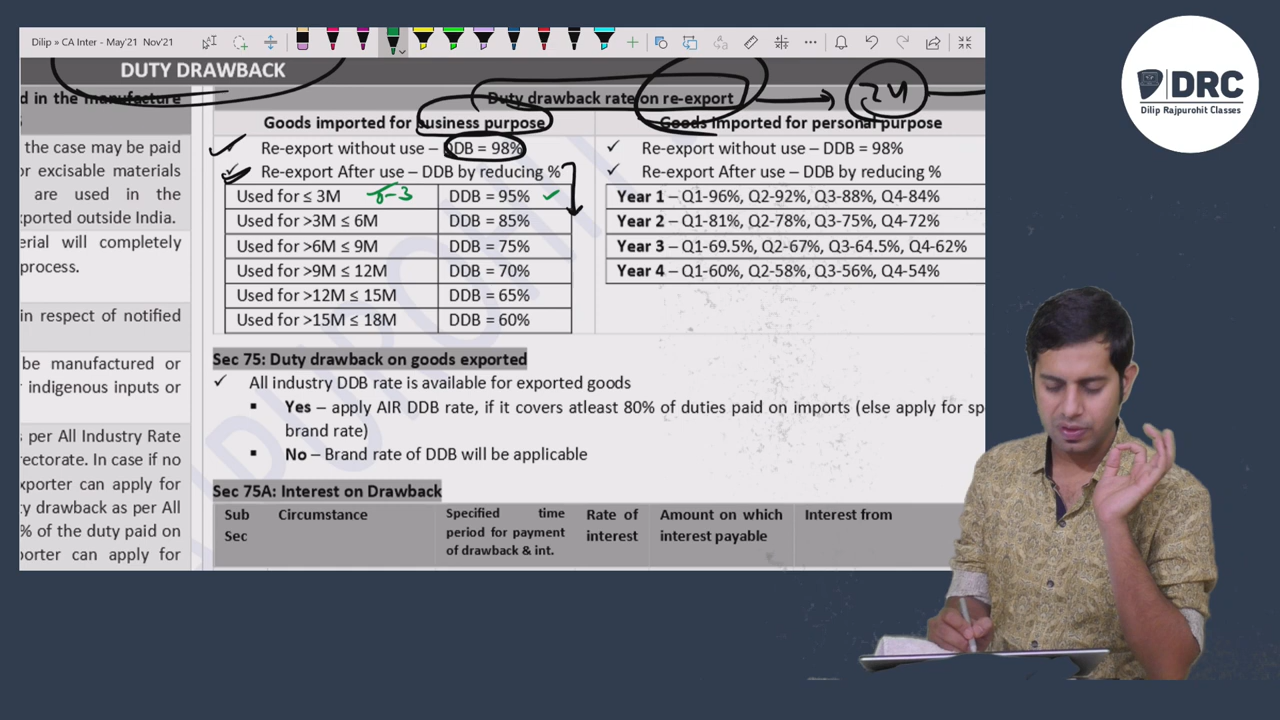 Dilip » CA Inter - May'21 Nov'21
DRC
Dilip Rajpurohit Classes
DUTY DRAWBACK
d in the manufacture
the case may be paid
or excisable materials
are used in the
xported outside India.
erial will completely
process.
in respect of notified
be manufactured or
indigenous inputs or
s per All Industry Rate
rectorate. In case if no
xporter can apply for
ty drawback as per All
% of the duty paid on
porter can apply for
Duty drawback rate on re-export
24
Goods imported for business purpose
✓ Re-export without use – DDB = 98%
✓ Re-export After use – DDB by reducing %
Used for ≤ 3M 0-3 DDB = 95% ✓
Used for >3M ≤ 6M DDB = 85%
Used for >6M ≤ 9M DDB = 75%
Used for >9M ≤ 12M DDB = 70%
Used for >12M ≤ 15M DDB = 65%
Used for >15M ≤ 18M DDB = 60%
Goods imported for personal purpose
✓ Re-export without use – DDB = 98%
✓ Re-export After use – DDB by reducing %
Year 1 – Q1-96%, Q2-92%, Q3-88%, Q4-84%
Year 2 – Q1-81%, Q2-78%, Q3-75%, Q4-72%
Year 3 – Q1-69.5%, Q2-67%, Q3-64.5%, Q4-62%
Year 4 – Q1-60%, Q2-58%, Q3-56%, Q4-54%
Sec 75: Duty drawback on goods exported
✓ All industry DDB rate is available for exported goods
▪ Yes – apply AIR DDB rate, if it covers atleast 80% of duties paid on imports (else apply for sp
brand rate)
▪ No – Brand rate of DDB will be applicable
Sec 75A: Interest on Drawback
Sub Sec
Circumstance
Specified time
period for payment
of drawback & int.
Rate of
interest
Amount on which
interest payable
Interest from